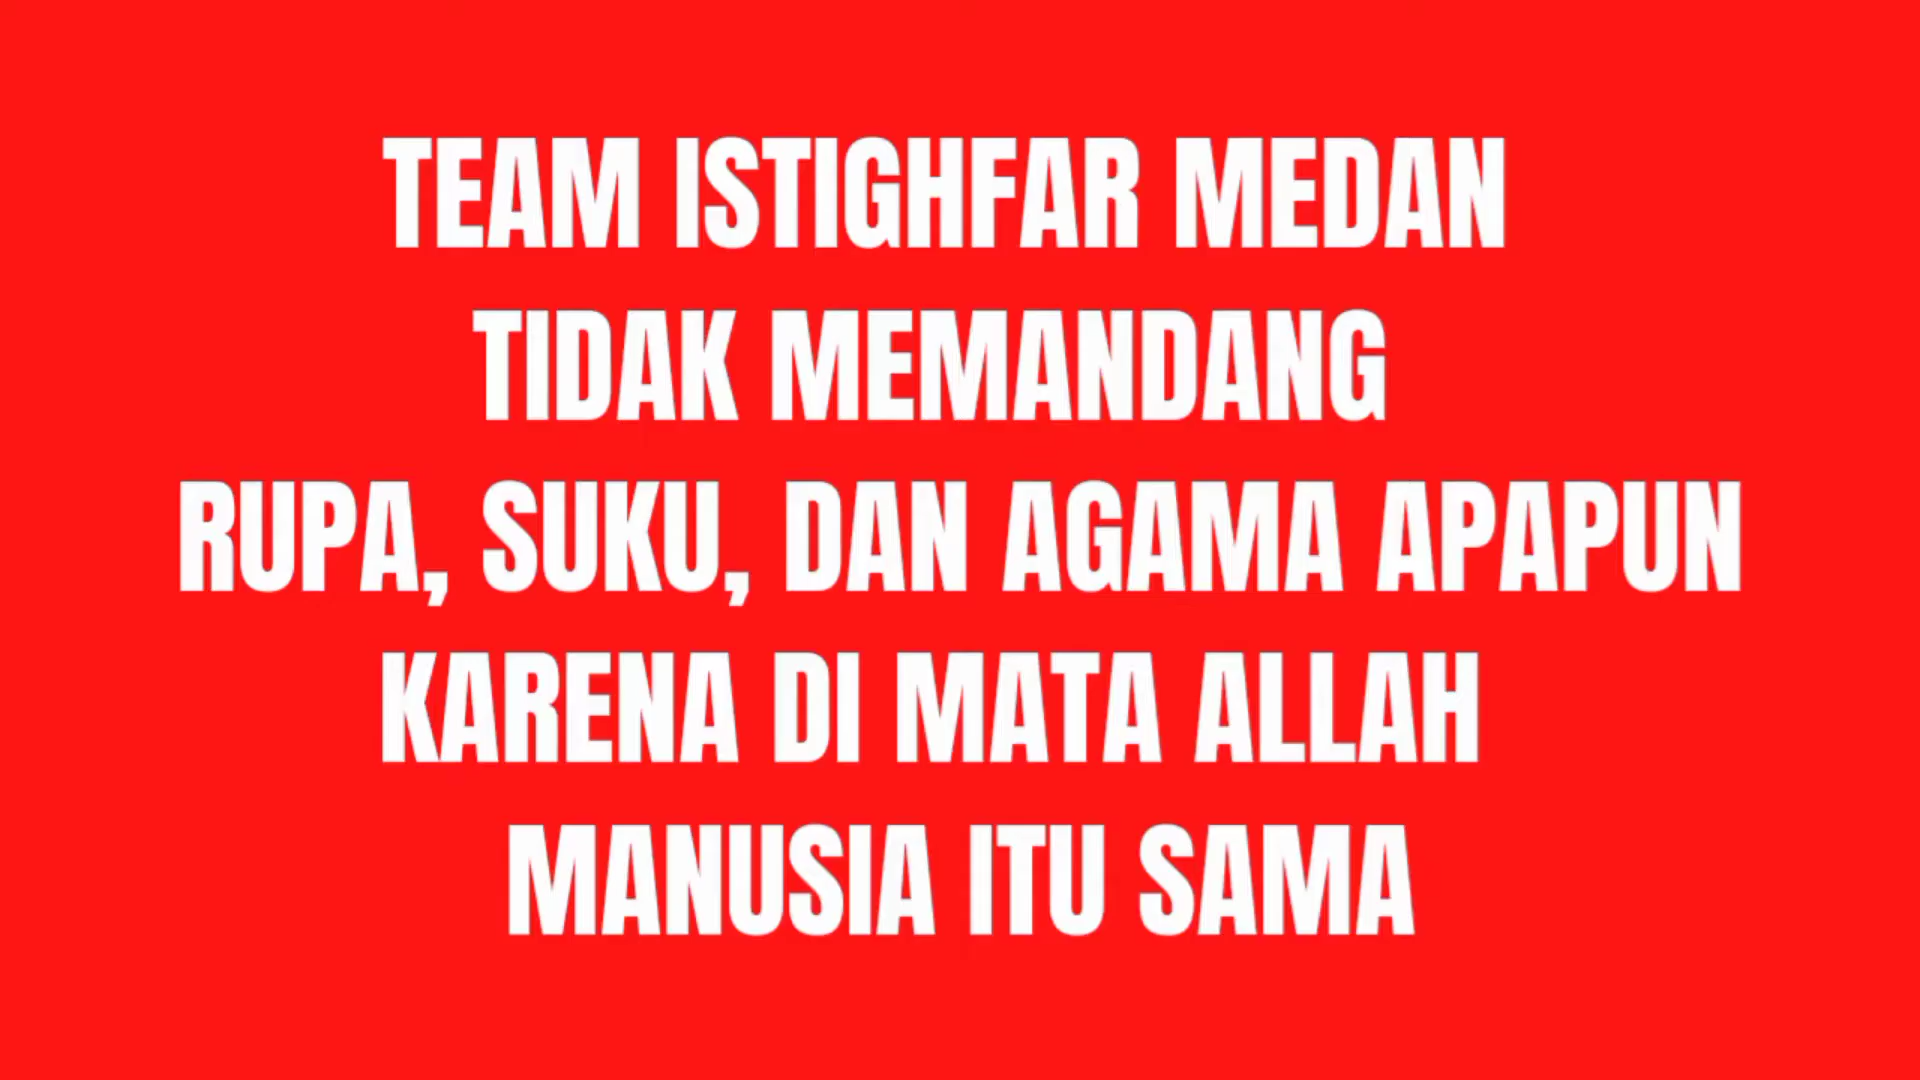 TEAM ISTIGHFAR MEDAN
TIDAK MEMANDANG
RUPA, SUKU, DAN AGAMA APAPUN
KARENA DI MATA ALLAH
MANUSIA ITU SAMA